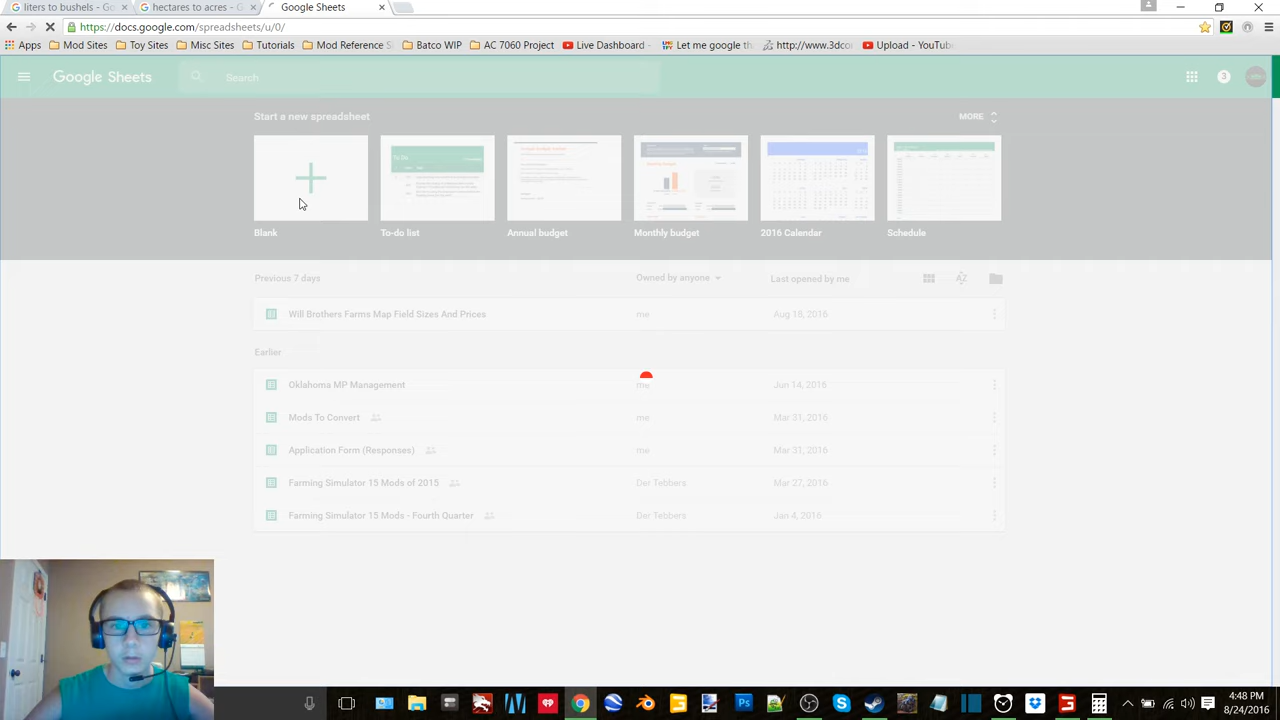 liters to bushels - Go
hectares to acres - Go
Google Sheets
https://docs.google.com/spreadsheets/u/0/
Apps
Mod Sites
Toy Sites
Misc Sites
Tutorials
Mod Reference
Batco WIP
AC 7060 Project
Live Dashboard -
Let me google th
http://www.3dco
Upload - YouTub
Google Sheets
Search
3
Start a new spreadsheet
MORE
Blank
To-do list
Annual budget
Monthly budget
2016 Calendar
Schedule
Previous 7 days
Owned by anyone
Last opened by me
AZ
Will Brothers Farms Map Field Sizes And Prices
me
Aug 18, 2016
Earlier
Oklahoma MP Management
me
Jun 14, 2016
Mods To Convert
me
Mar 31, 2016
Application Form (Responses)
me
Mar 31, 2016
Farming Simulator 15 Mods of 2015
Der Tebbers
Mar 27, 2016
Farming Simulator 15 Mods - Fourth Quarter
Der Tebbers
Jan 4, 2016
4:48 PM
8/24/2016